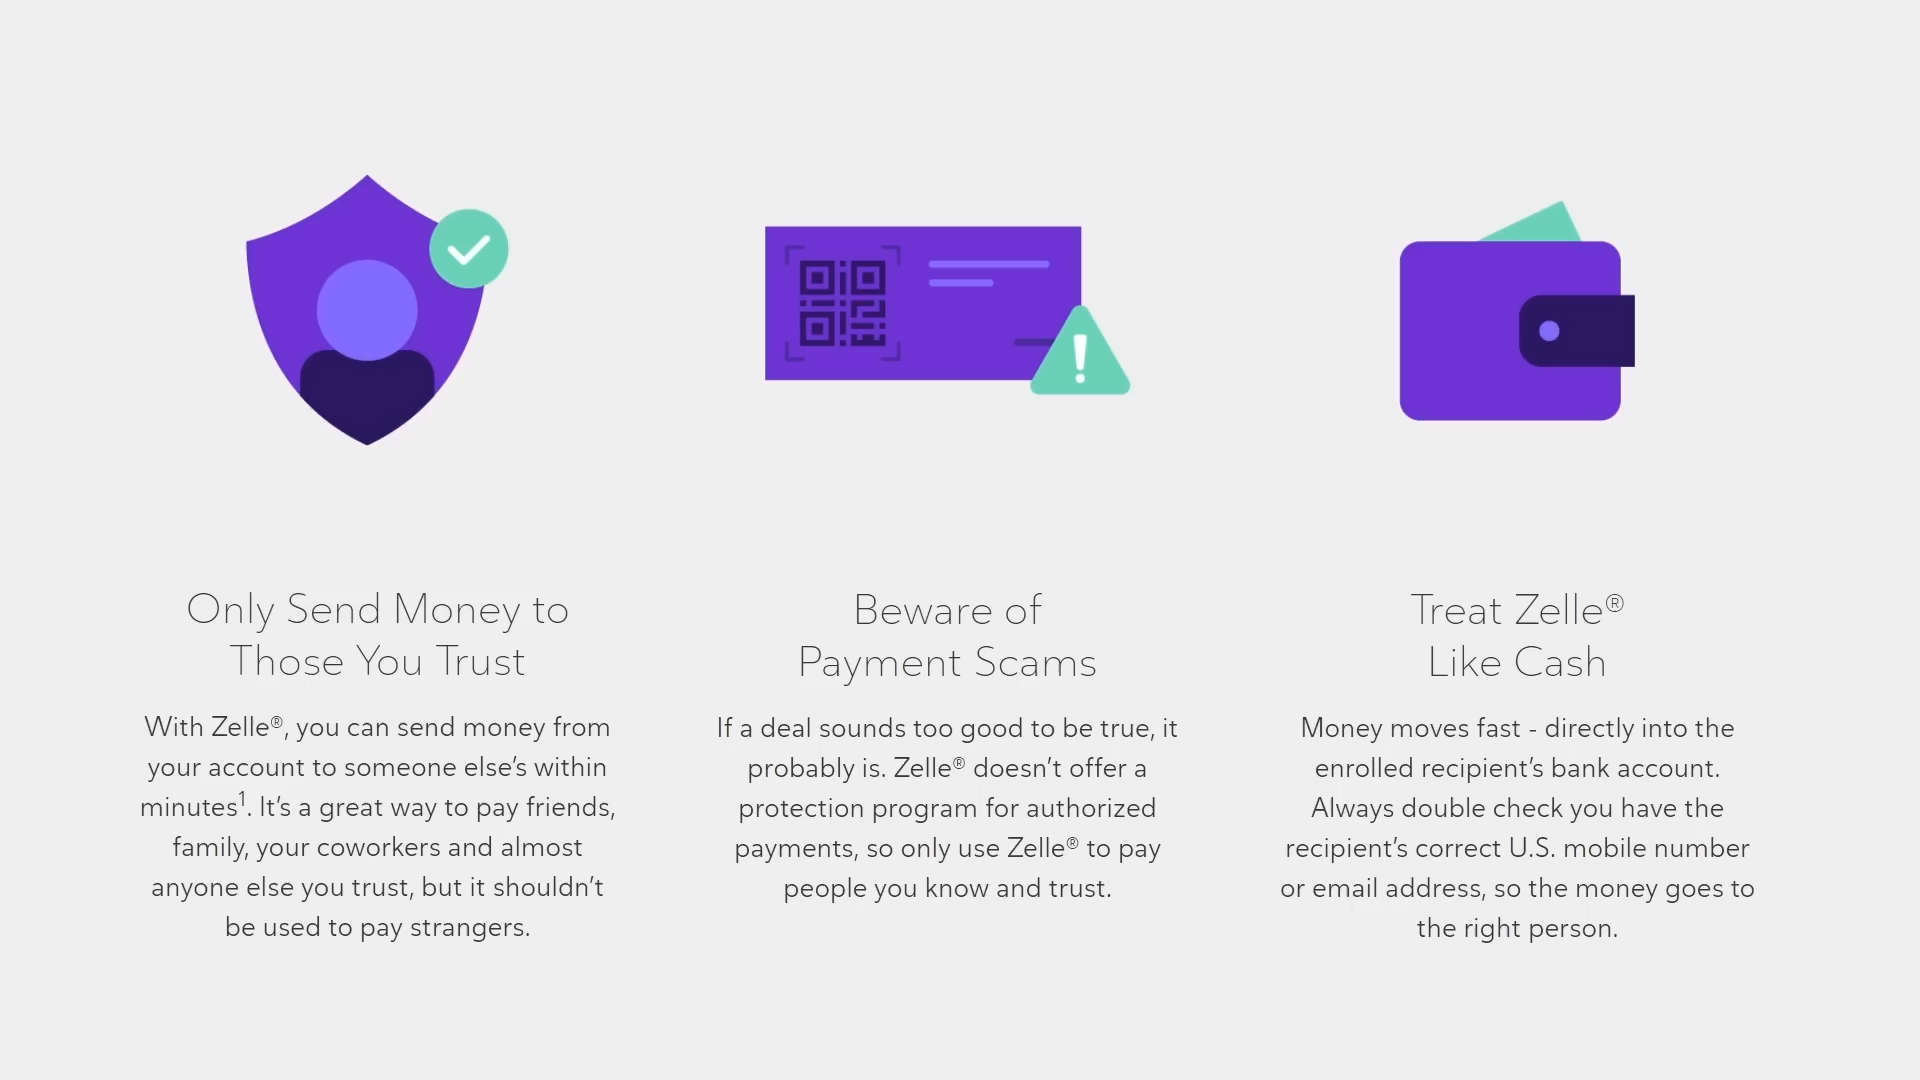 Only Send Money to
Those You Trust
With Zelle®, you can send money from
your account to someone else’s within
minutes¹. It’s a great way to pay friends,
family, your coworkers and almost
anyone else you trust, but it shouldn’t
be used to pay strangers.
Beware of
Payment Scams
If a deal sounds too good to be true, it
probably is. Zelle® doesn’t offer a
protection program for authorized
payments, so only use Zelle® to pay
people you know and trust.
Treat Zelle®
Like Cash
Money moves fast - directly into the
enrolled recipient’s bank account.
Always double check you have the
recipient’s correct U.S. mobile number
or email address, so the money goes to
the right person.